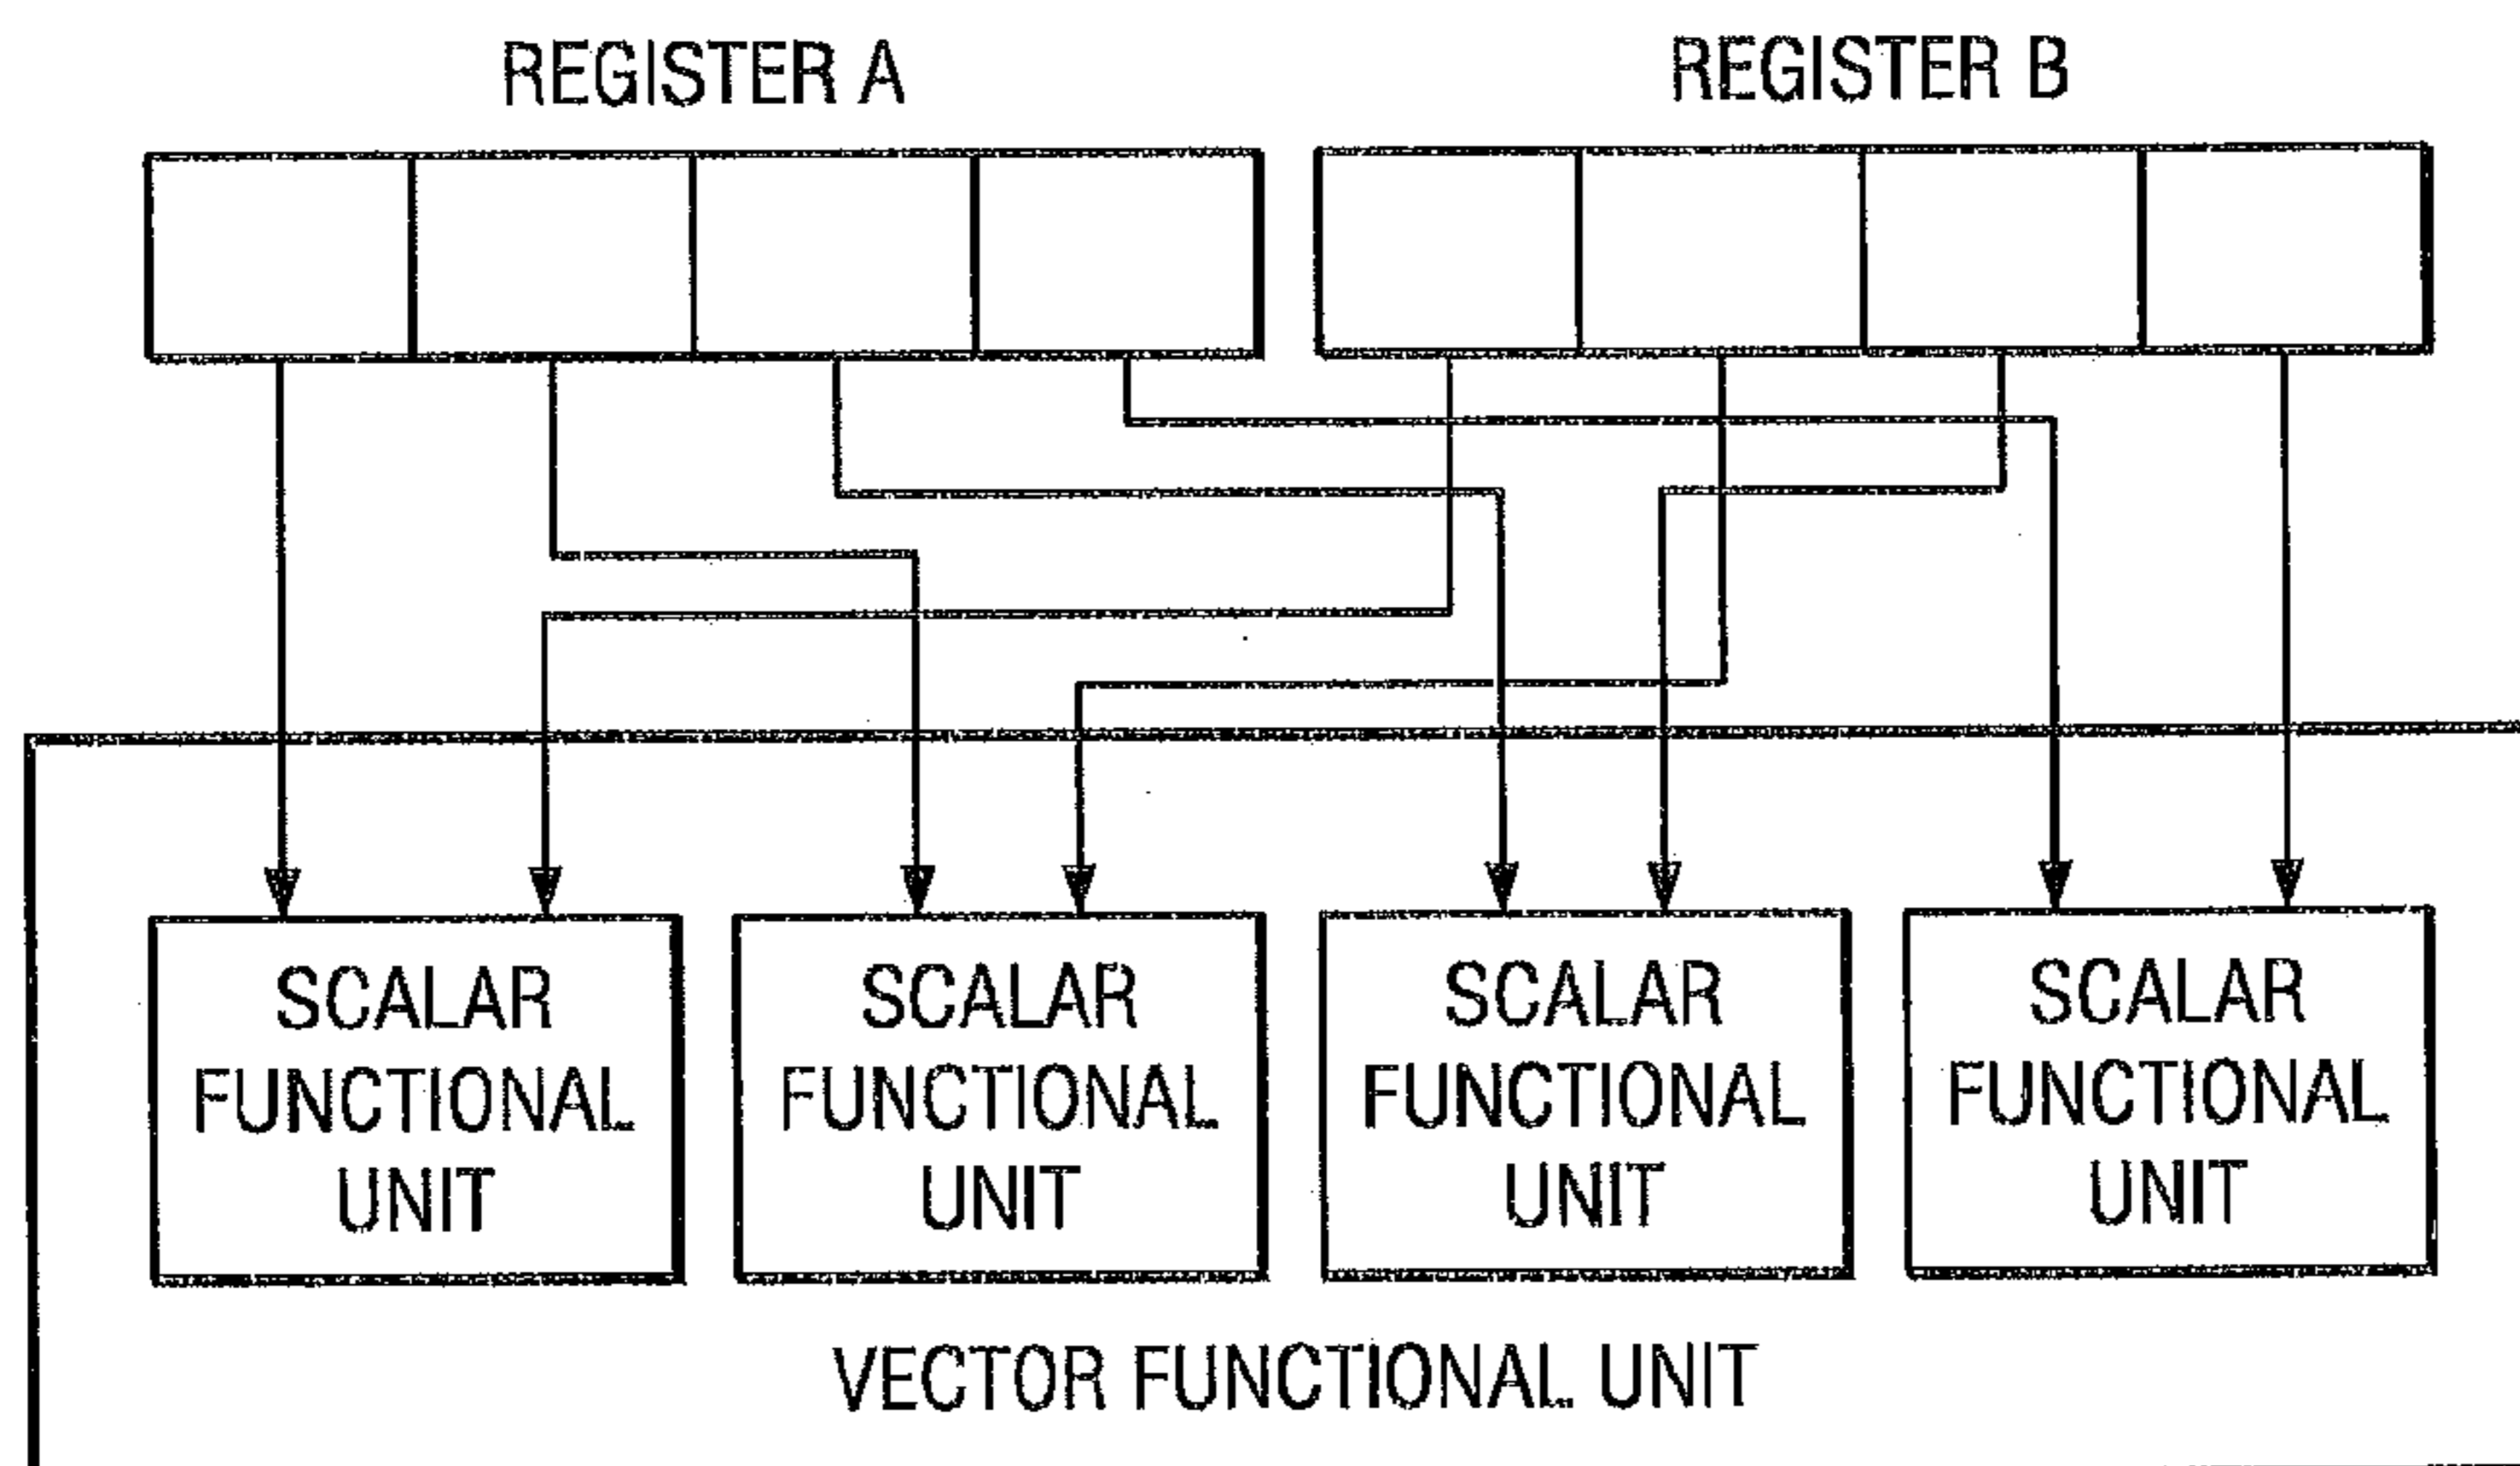 REGISTER A
REGISTER B
SCALAR
FUNCTIONAL
UNIT
SCALAR
FUNCTIONAL
UNIT
SCALAR
FUNCTIONAL
UNIT
SCALAR
FUNCTIONAL
UNIT
VECTOR FUNCTIONAL UNIT